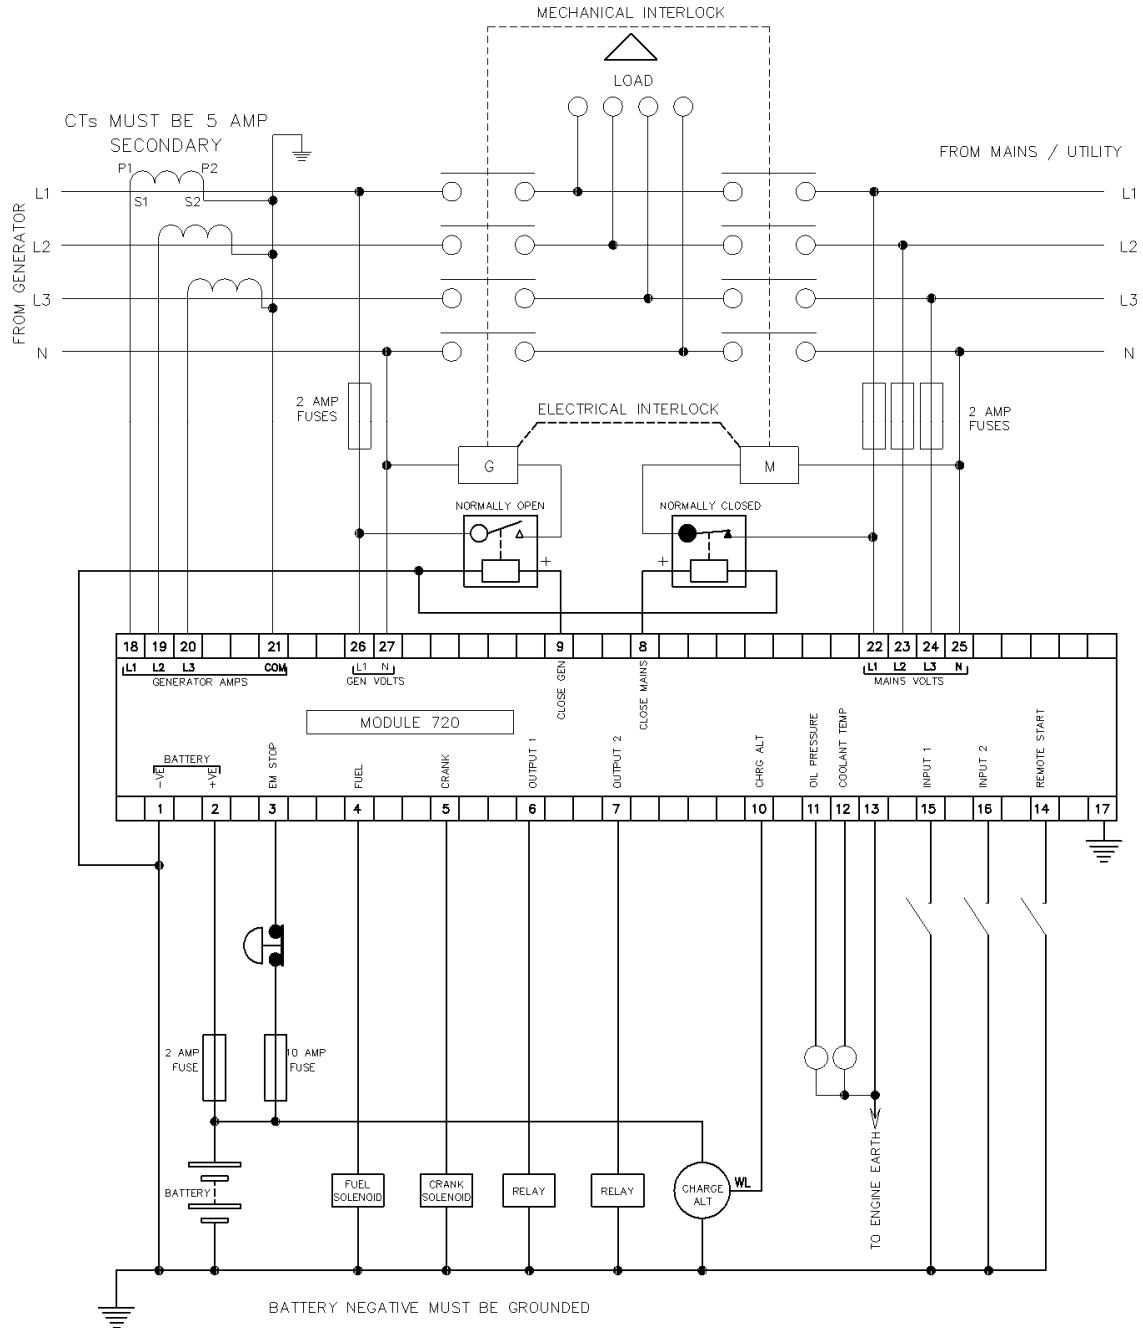 MECHANICAL INTERLOCK
LOAD
CTs MUST BE 5 AMP
SECONDARY
FROM MAINS / UTILITY
P1 P2
S1 S2
FROM GENERATOR
L1
L2
L3
N
L1
L2
L3
N
2 AMP
FUSES
ELECTRICAL INTERLOCK
2 AMP
FUSES
G
M
NORMALLY OPEN
NORMALLY CLOSED
+
+
18 19 20 21 26 27 9 8 22 23 24 25
L1 L2 L3 COM
GENERATOR AMPS
L1 N
GEN VOLTS
CLOSE GEN
CLOSE MAINS
L1 L2 L3 N
MAINS VOLTS
MODULE 720
BATTERY
-VE
+VE
EM STOP
FUEL
CRANK
OUTPUT 1
OUTPUT 2
CHRG ALT
OIL PRESSURE
COOLANT TEMP
INPUT 1
INPUT 2
REMOTE START
1 2 3 4 5 6 7 10 11 12 13 15 16 14 17
2 AMP
FUSE
10 AMP
FUSE
BATTERY
FUEL
SOLENOID
CRANK
SOLENOID
RELAY
RELAY
CHARGE
ALT
WL
TO ENGINE EARTH
BATTERY NEGATIVE MUST BE GROUNDED